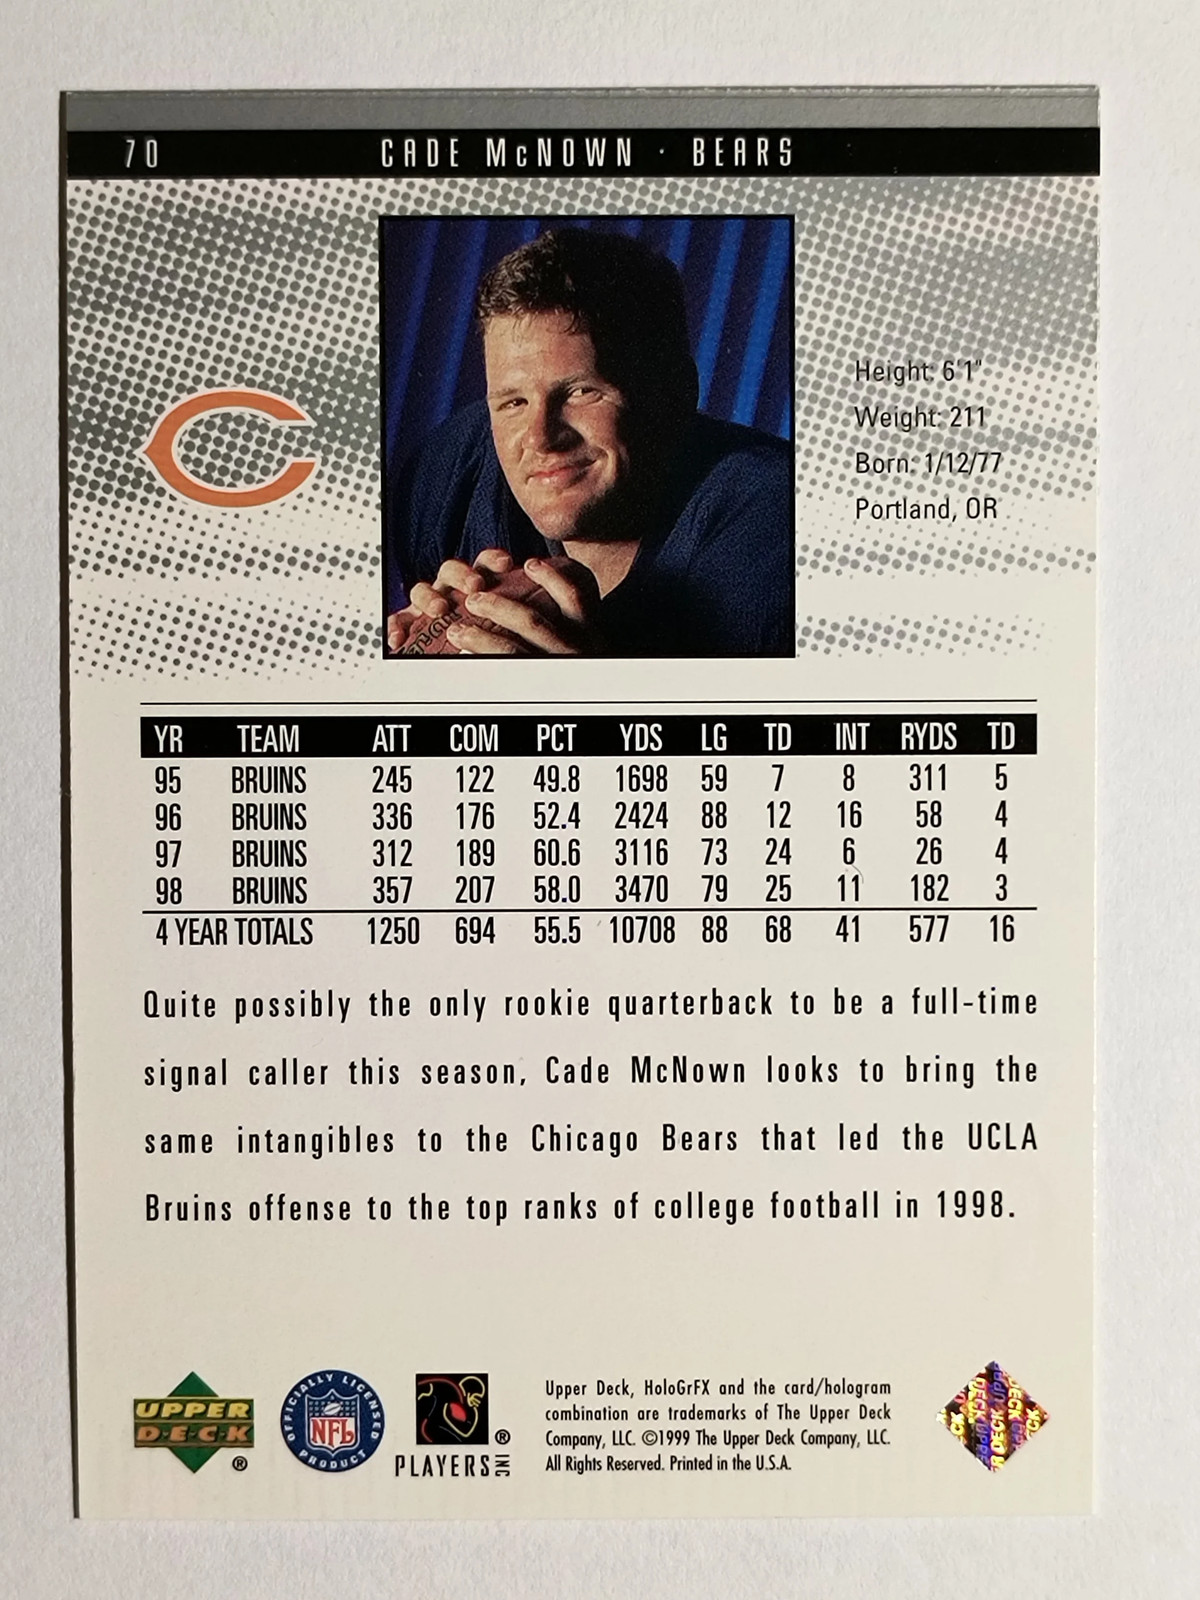 70 CADE McNOWN · BEARS
Height: 6'1"
Weight: 211
Born: 1/12/77
Portland, OR
YR TEAM ATT COM PCT YDS LG TD INT RYDS TD
95 BRUINS 245 122 49.8 1698 59 7 8 311 5
96 BRUINS 336 176 52.4 2424 88 12 16 58 4
97 BRUINS 312 189 60.6 3116 73 24 6 26 4
98 BRUINS 357 207 58.0 3470 79 25 11 182 3
4 YEAR TOTALS 1250 694 55.5 10708 88 68 41 577 16
Quite possibly the only rookie quarterback to be a full-time
signal caller this season, Cade McNown looks to bring the
same intangibles to the Chicago Bears that led the UCLA
Bruins offense to the top ranks of college football in 1998.
UPPER
D·E·C·K
®
OFFICIALLY LICENSED
NFL
PRODUCT
®
PLAYERS INC
Upper Deck, HoloGrFX and the card/hologram
combination are trademarks of The Upper Deck
Company, LLC. ©1999 The Upper Deck Company, LLC.
All Rights Reserved. Printed in the U.S.A.